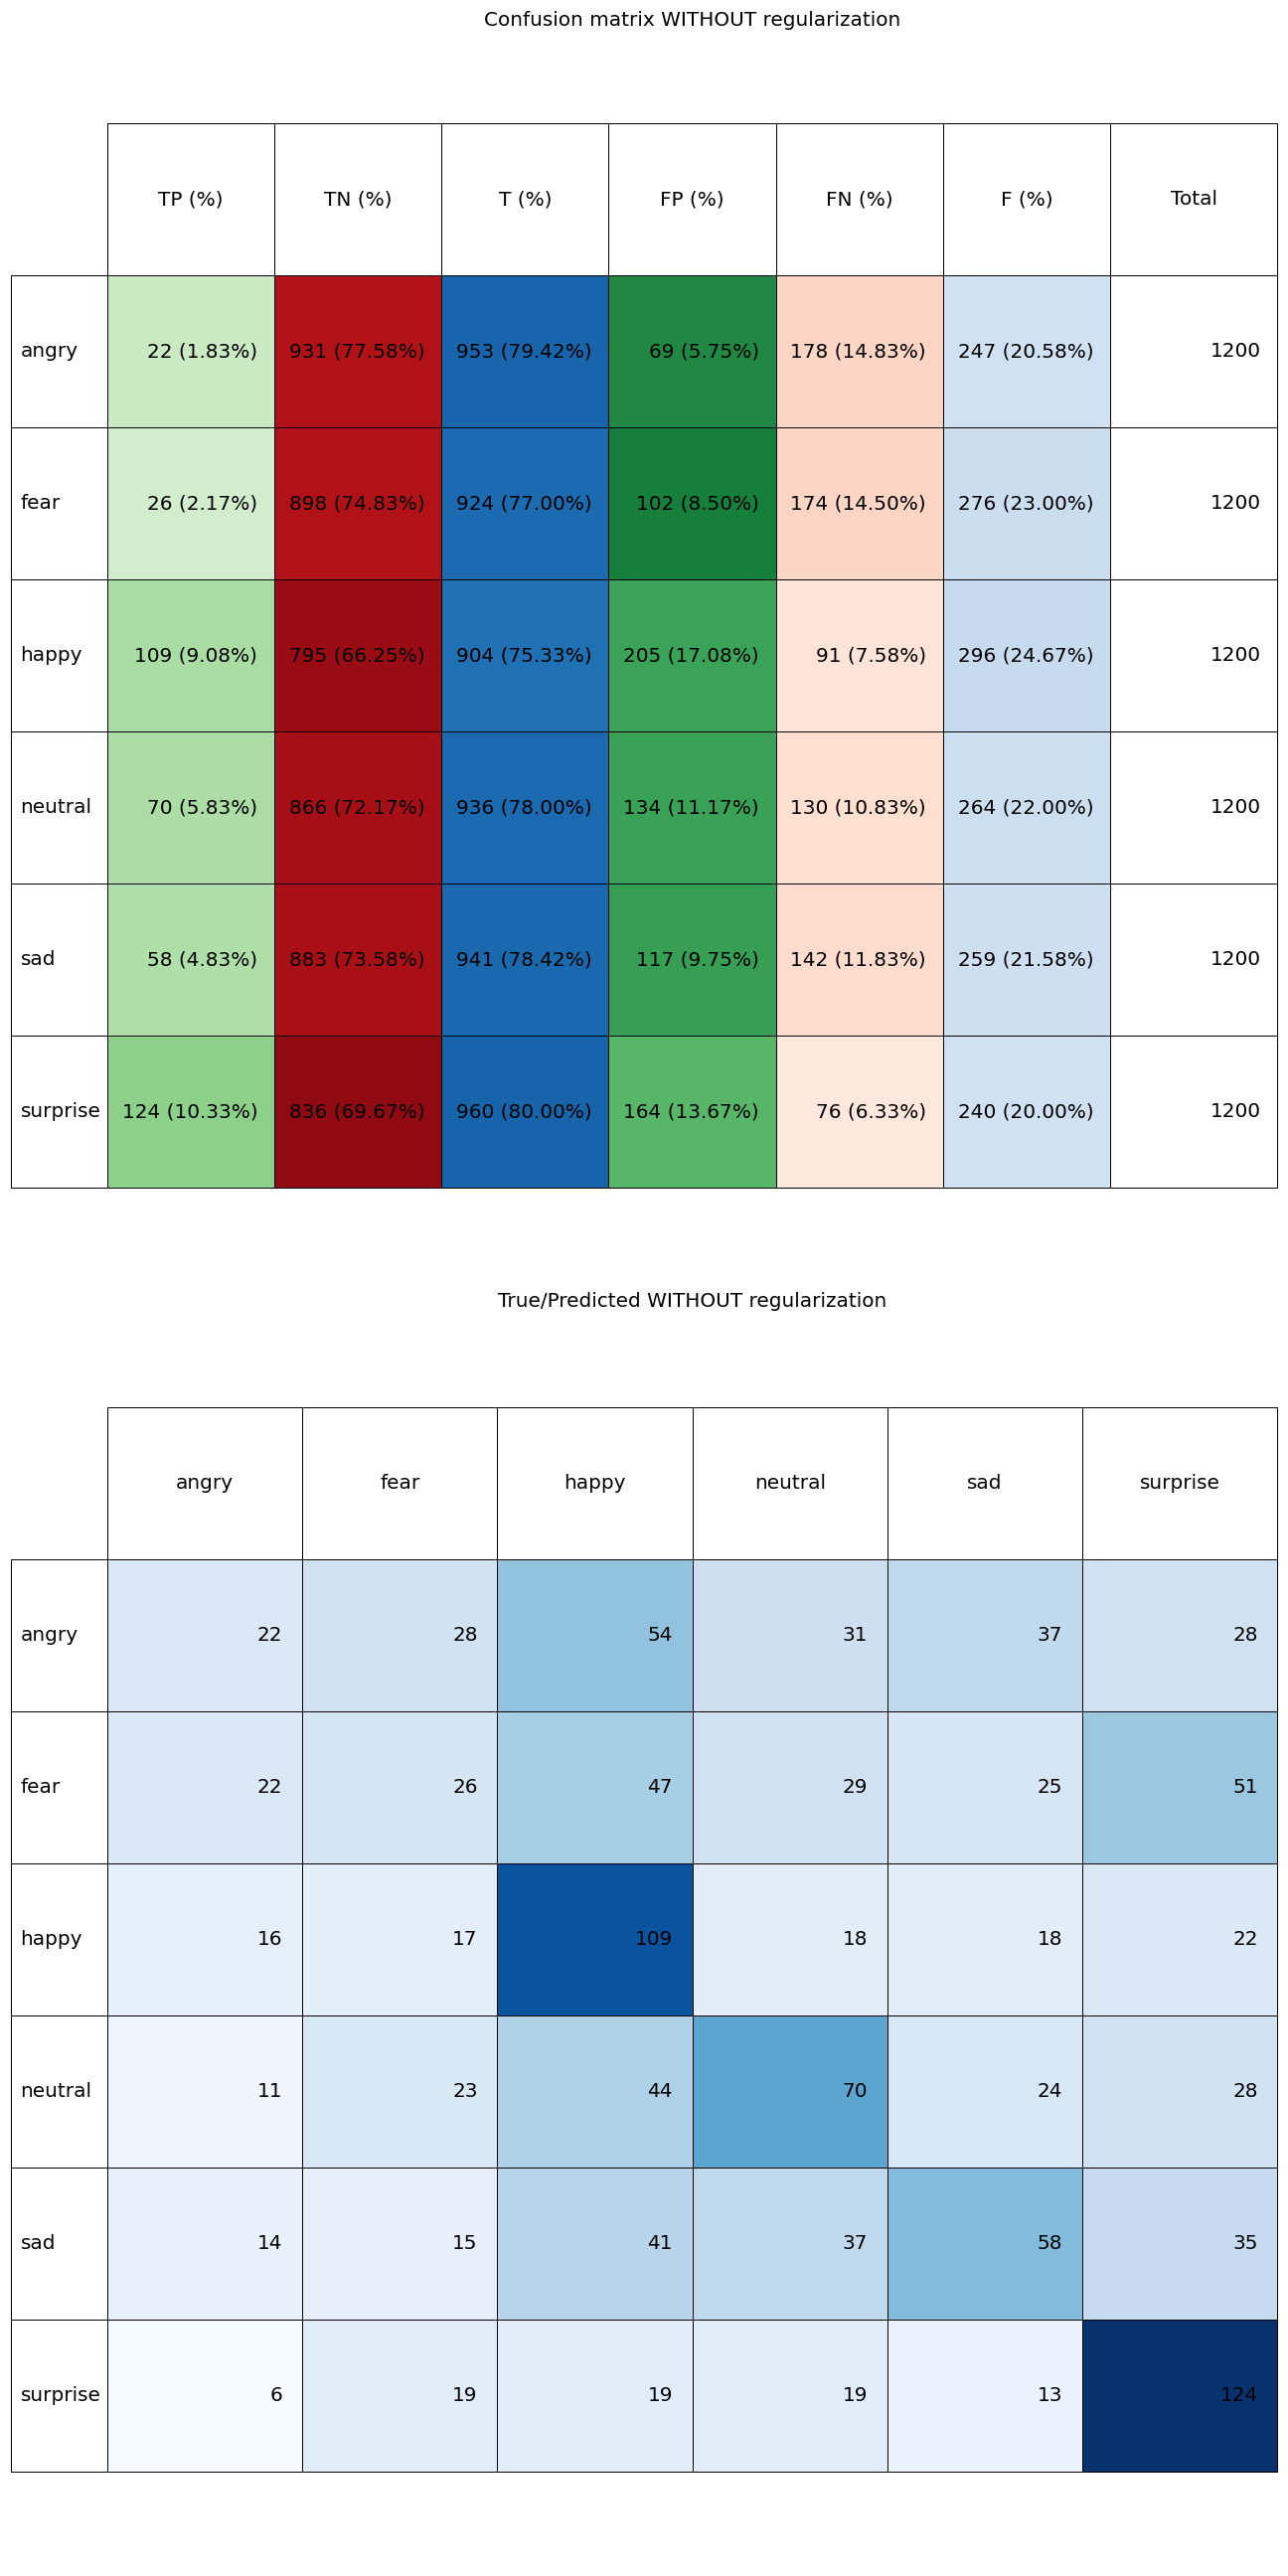 Confusion matrix WITHOUT regularization
TP (%) TN (%) T (%) FP (%) FN (%) F (%) Total
angry 22 (1.83%) 931 (77.58%) 953 (79.42%) 69 (5.75%) 178 (14.83%) 247 (20.58%) 1200
fear 26 (2.17%) 898 (74.83%) 924 (77.00%) 102 (8.50%) 174 (14.50%) 276 (23.00%) 1200
happy 109 (9.08%) 795 (66.25%) 904 (75.33%) 205 (17.08%) 91 (7.58%) 296 (24.67%) 1200
neutral 70 (5.83%) 866 (72.17%) 936 (78.00%) 134 (11.17%) 130 (10.83%) 264 (22.00%) 1200
sad 58 (4.83%) 883 (73.58%) 941 (78.42%) 117 (9.75%) 142 (11.83%) 259 (21.58%) 1200
surprise 124 (10.33%) 836 (69.67%) 960 (80.00%) 164 (13.67%) 76 (6.33%) 240 (20.00%) 1200
True/Predicted WITHOUT regularization
angry fear happy neutral sad surprise
angry 22 28 54 31 37 28
fear 22 26 47 29 25 51
happy 16 17 109 18 18 22
neutral 11 23 44 70 24 28
sad 14 15 41 37 58 35
surprise 6 19 19 19 13 124